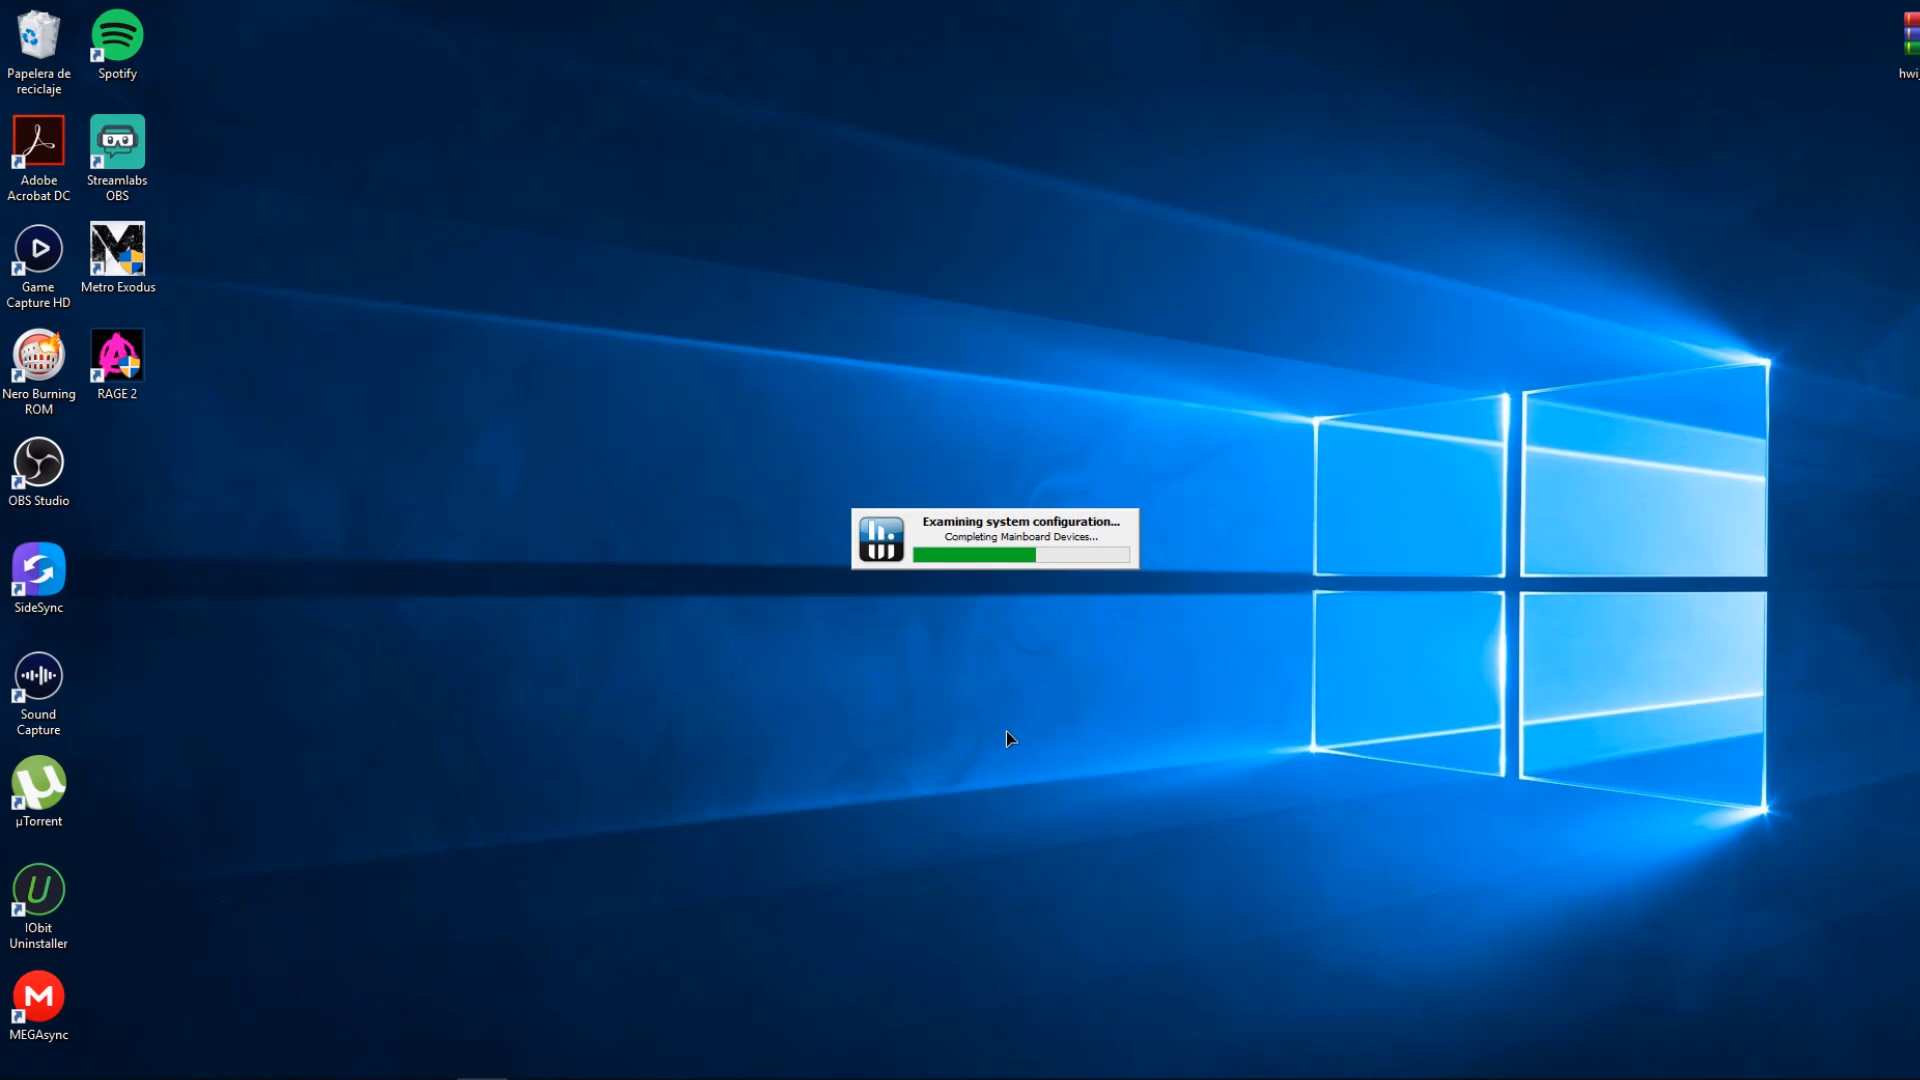 Papelera de
reciclaje
Spotify
Adobe
Acrobat DC
Streamlabs
OBS
Game
Capture HD
Metro Exodus
Nero Burning
ROM
RAGE 2
OBS Studio
SideSync
Sound
Capture
µTorrent
IObit
Uninstaller
MEGAsync
Examining system configuration...
Completing Mainboard Devices...